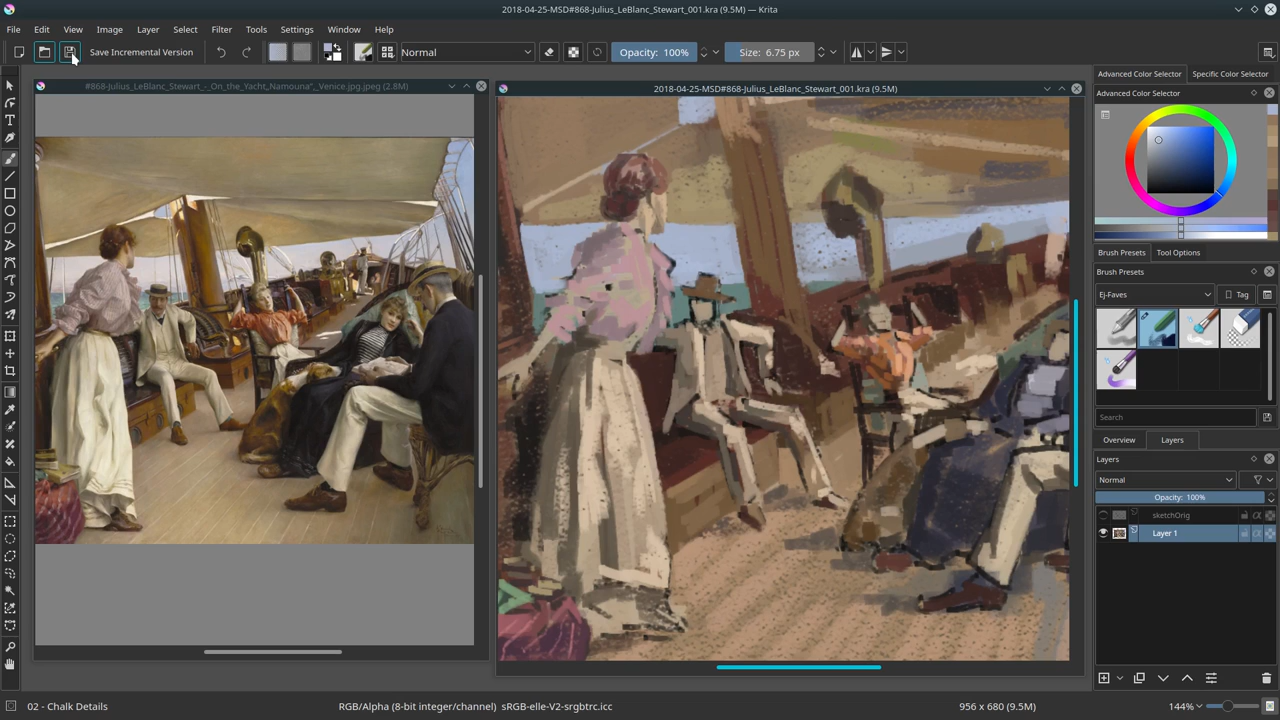 2018-04-25-MSD#868-Julius_LeBlanc_Stewart_001.kra (9.5M) — Krita
File Edit View Image Layer Select Filter Tools Settings Window Help
Save Incremental Version
Normal
Opacity: 100%
Size: 6.75 px
#868-Julius_LeBlanc_Stewart_-_On_the_Yacht_Namouna"_Venice.jpg.jpeg (2.8M)
2018-04-25-MSD#868-Julius_LeBlanc_Stewart_001.kra (9.5M)
Advanced Color Selector Specific Color Selector
Advanced Color Selector
Brush Presets Tool Options
Brush Presets
Ej-Faves Tag
Search
Overview Layers
Layers
Normal
Opacity: 100%
sketchOrig
Layer 1
02 - Chalk Details
RGB/Alpha (8-bit integer/channel) sRGB-elle-V2-srgbtrc.icc
956 x 680 (9.5M)
144%